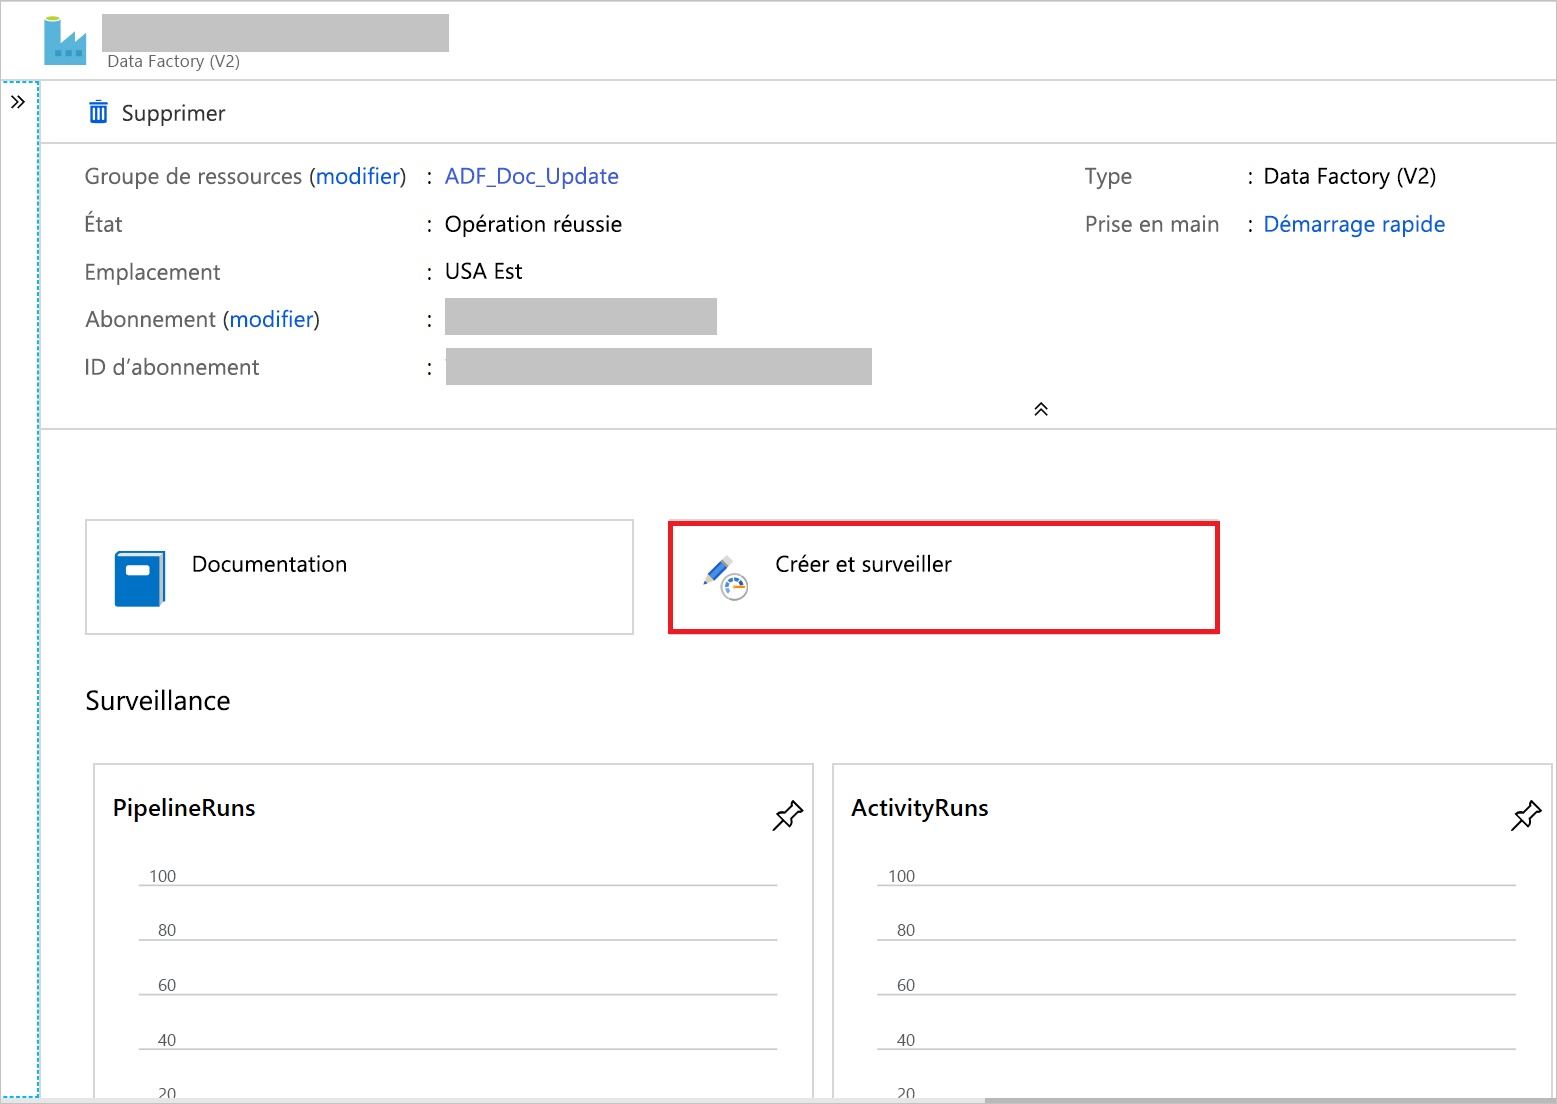 Data Factory (V2)
Supprimer
Groupe de ressources (modifier) : ADF_Doc_Update
Type : Data Factory (V2)
État : Opération réussie
Prise en main : Démarrage rapide
Emplacement : USA Est
Abonnement (modifier) :
ID d’abonnement :
Documentation
Créer et surveiller
Surveillance
PipelineRuns
100
80
60
40
20
ActivityRuns
100
80
60
40
20